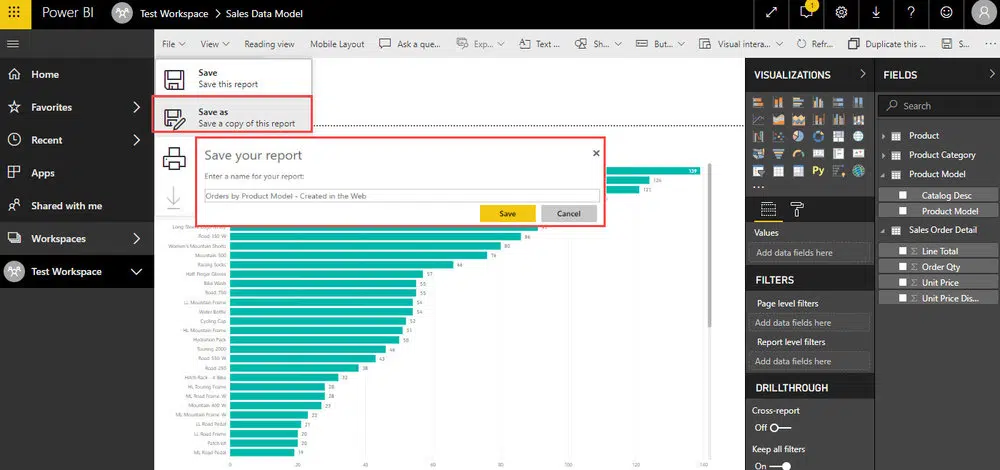 Power BI
Test Workspace > Sales Data Model
1
?
File
View
Reading view
Mobile Layout
Ask a que...
Exp...
Text ...
Sh...
But...
Visual intera...
Refr...
Duplicate this ...
S...
Home
Favorites
Recent
Apps
Shared with me
Workspaces
Test Workspace
Save
Save this report
Save as
Save a copy of this report
Save your report
Enter a name for your report:
Orders by Product Model - Created in the Web
Save
Cancel
139
124
121
Road 350 W
86
Women's Mountain Shorts
80
Mountain 500
76
Racing Socks
66
Half-Finger Gloves
57
Bike Wash
55
Road 750
55
LL Mountain Frame
54
Water Bottle
54
Cycling Cap
52
HL Mountain Frame
51
Hydration Pack
50
Touring 2000
46
Road 550 W
43
Road 250
38
Hitch Rack - 4 Bike
32
HL Touring Frame
28
ML Road Frame W
28
Mountain 400 W
27
ML Mountain Frame W
23
LL Road Pedal
21
LL Road Frame
20
Patch kit
20
ML Road Pedal
19
0
20
40
60
80
100
120
140
VISUALIZATIONS
Py
...
Values
Add data fields here
FILTERS
Page level filters
Add data fields here
Report level filters
Add data fields here
DRILLTHROUGH
Cross-report
Off
Keep all filters
On
FIELDS
Search
Product
Product Category
Product Model
Catalog Desc
Product Model
Sales Order Detail
Line Total
Order Qty
Unit Price
Unit Price Dis...